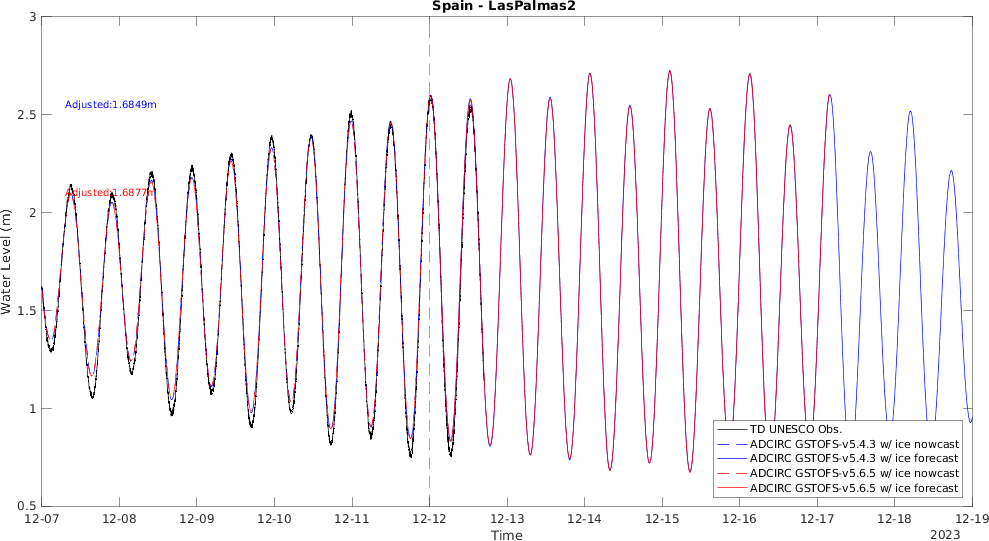 Spain - LasPalmas2
3
2.5
2
1.5
1
0.5
Water Level (m)
Adjusted:1.6849m
Adjusted:1.6877m
TD UNESCO Obs.
ADCIRC GSTOFS-v5.4.3 w/ ice nowcast
ADCIRC GSTOFS-v5.4.3 w/ ice forecast
ADCIRC GSTOFS-v5.6.5 w/ ice nowcast
ADCIRC GSTOFS-v5.6.5 w/ ice forecast
12-07 12-08 12-09 12-10 12-11 12-12 12-13 12-14 12-15 12-16 12-17 12-18 12-19
Time
2023